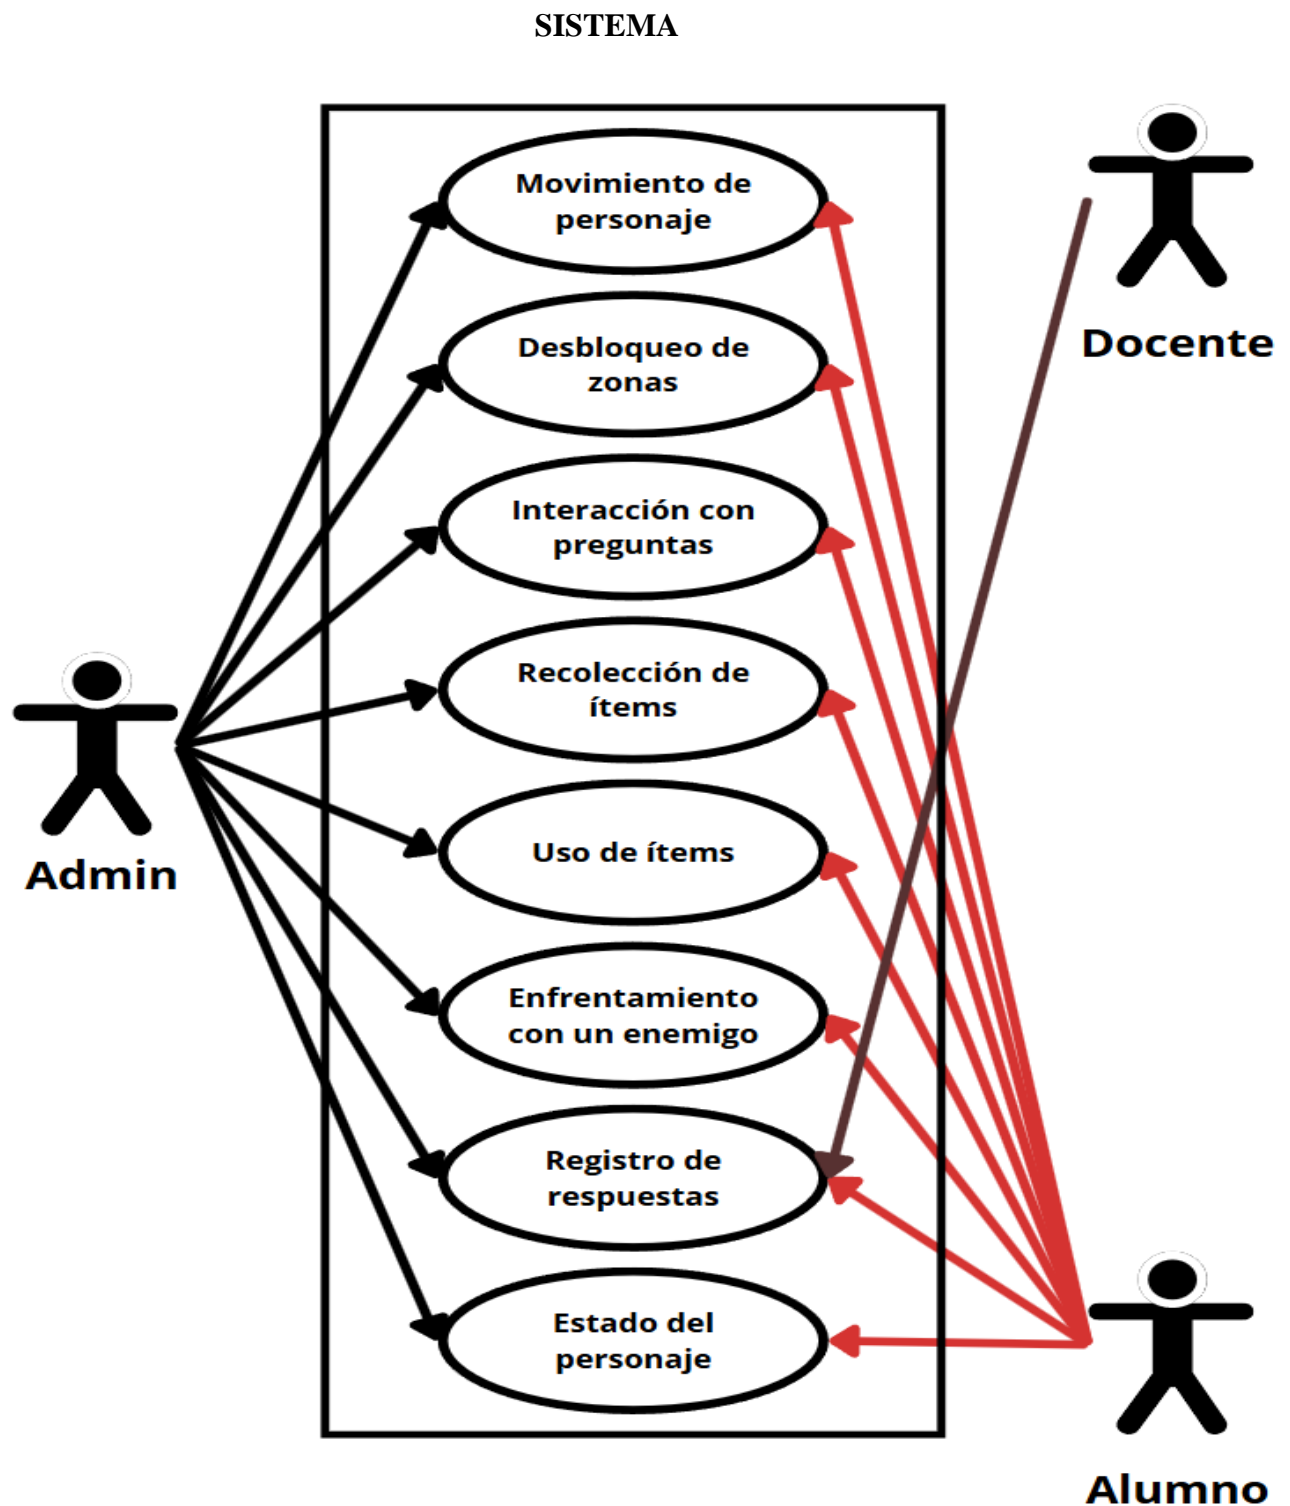 SISTEMA
Movimiento de
personaje
Docente
Desbloqueo de
zonas
Interacción con
preguntas
Recolección de
ítems
Admin
Uso de ítems
Enfrentamiento
con un enemigo
Registro de
respuestas
Estado del
personaje
Alumno